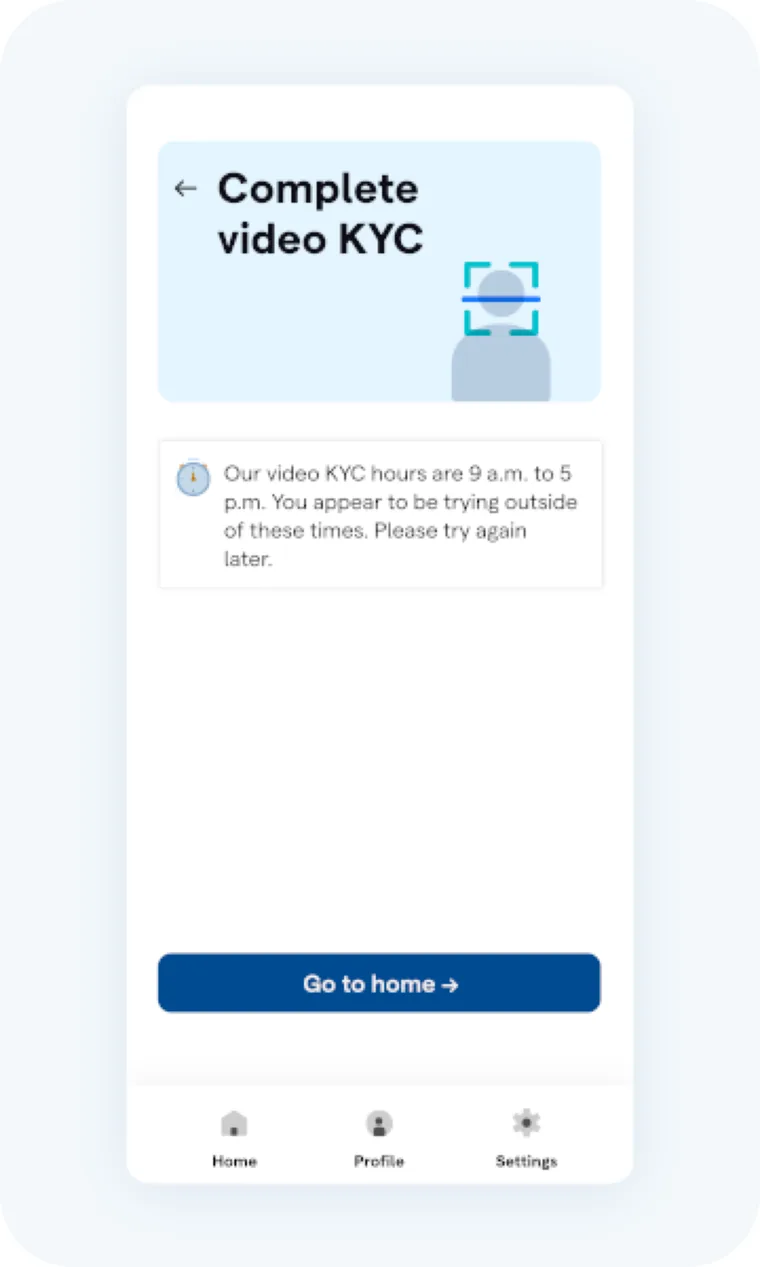 ← Complete
video KYC
Our video KYC hours are 9 a.m. to 5
p.m. You appear to be trying outside
of these times. Please try again
later.
Go to home →
Home
Profile
Settings